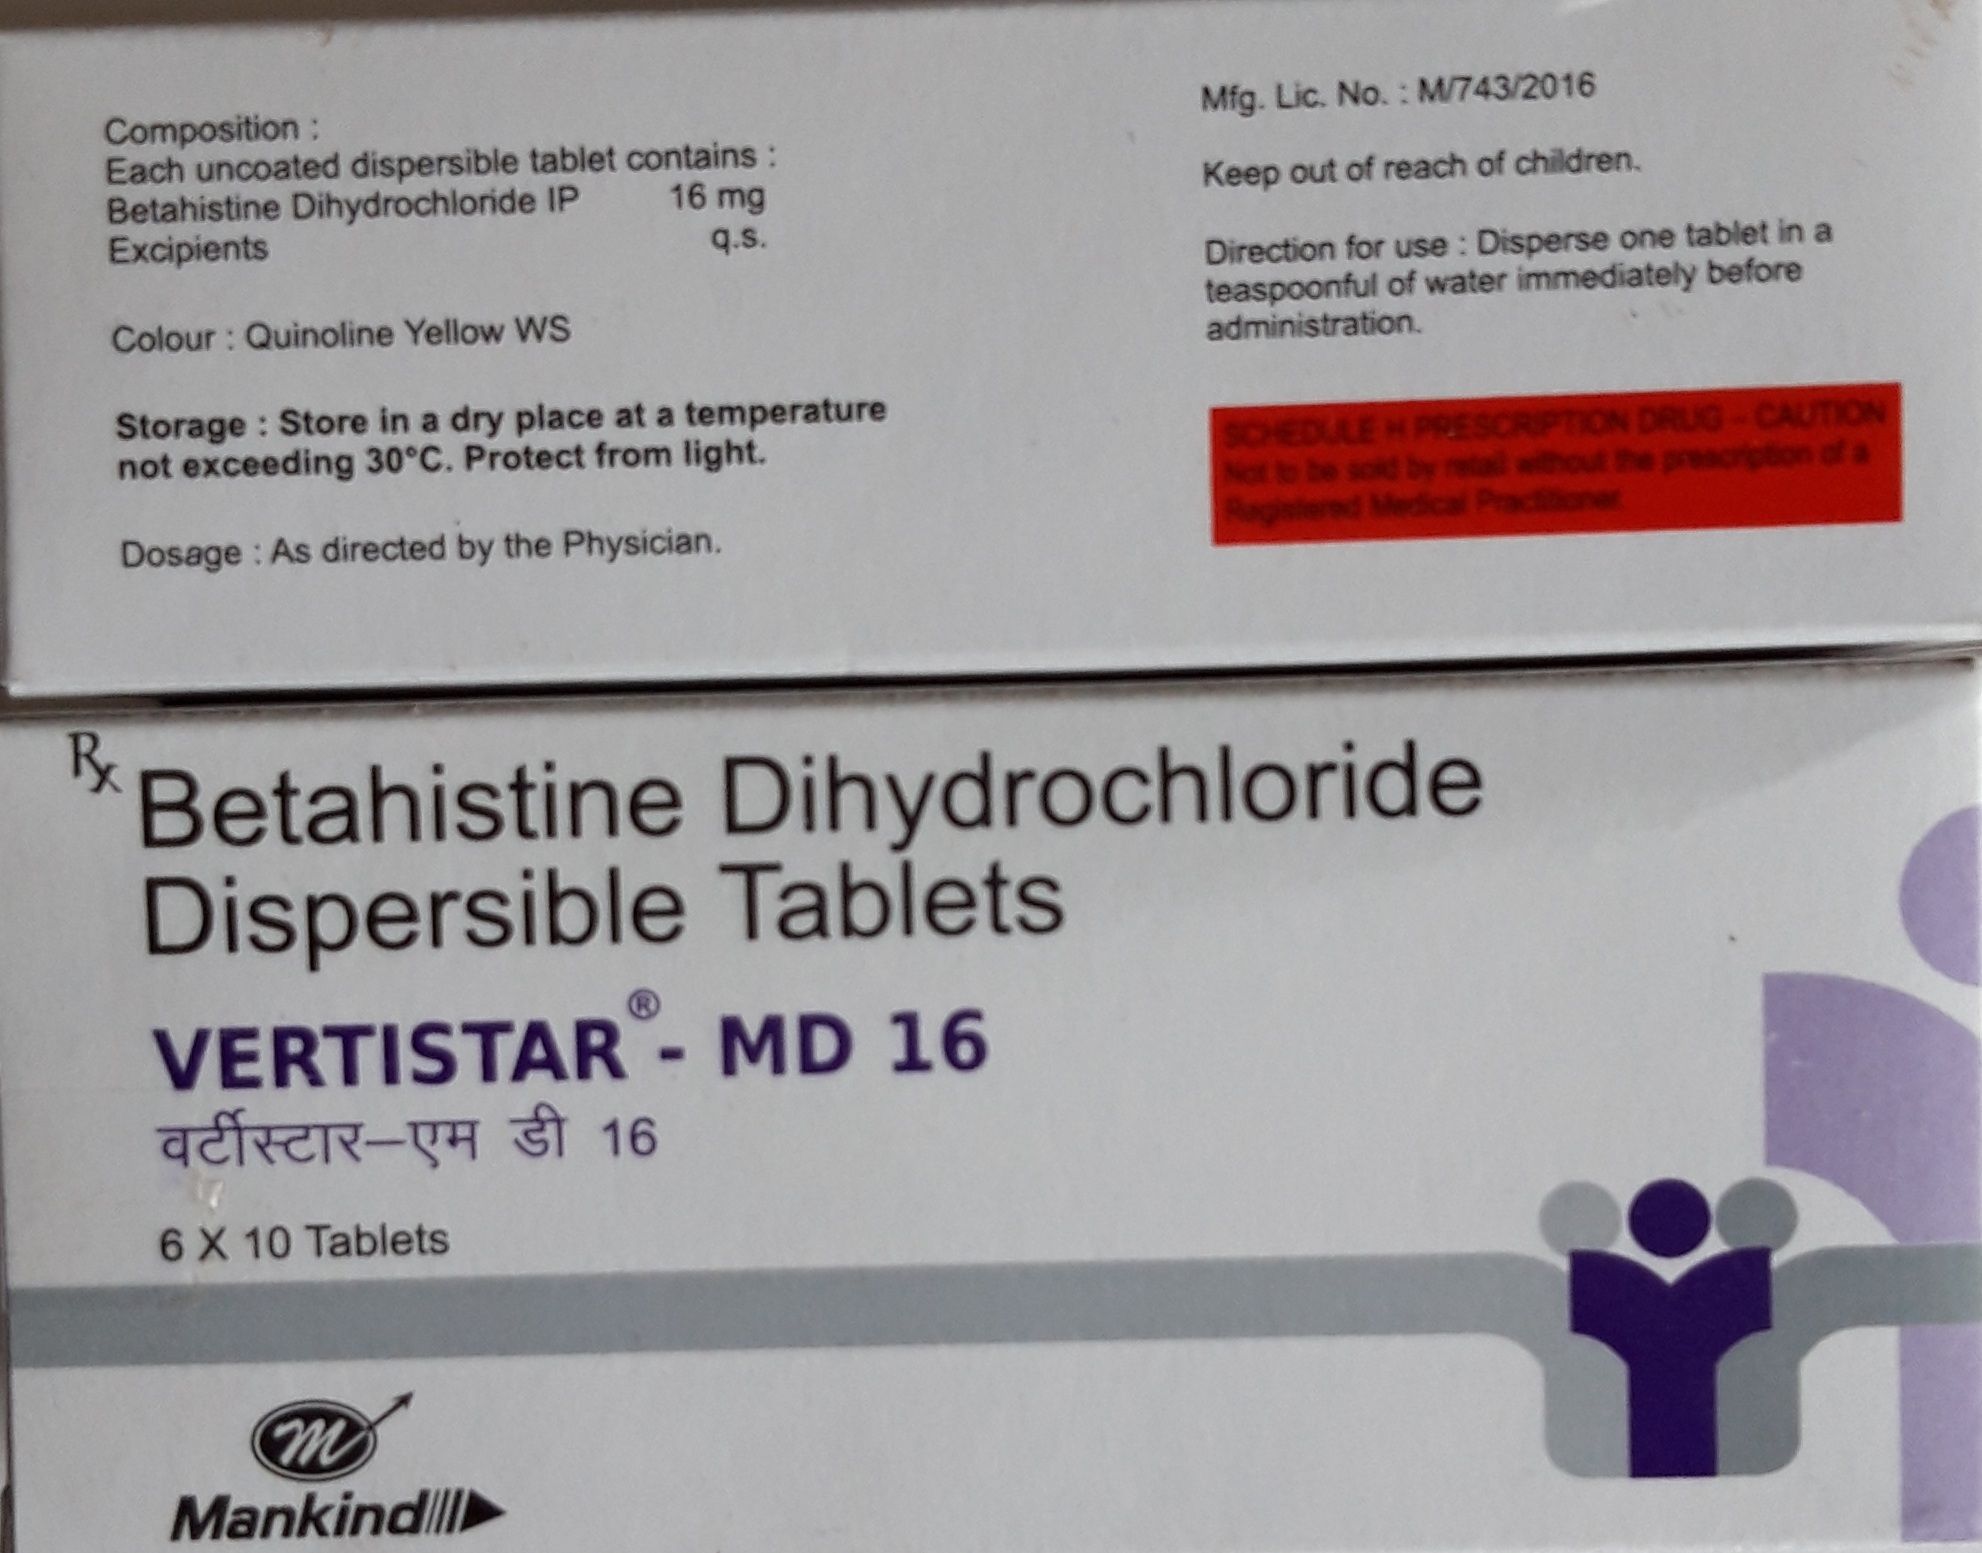 Composition :
Each uncoated dispersible tablet contains :
Betahistine Dihydrochloride IP 16 mg
Excipients q.s.
Colour : Quinoline Yellow WS
Storage : Store in a dry place at a temperature
not exceeding 30°C. Protect from light.
Dosage : As directed by the Physician.
Mfg. Lic. No. : M/743/2016
Keep out of reach of children.
Direction for use : Disperse one tablet in a
teaspoonful of water immediately before
administration.
SCHEDULE H PRESCRIPTION DRUG - CAUTION
Not to be sold by retail without the prescription of a
Registered Medical Practitioner.
Rx Betahistine Dihydrochloride
Dispersible Tablets
VERTISTAR®- MD 16
वर्टीस्टार–एम डी 16
6 X 10 Tablets
m
Mankind